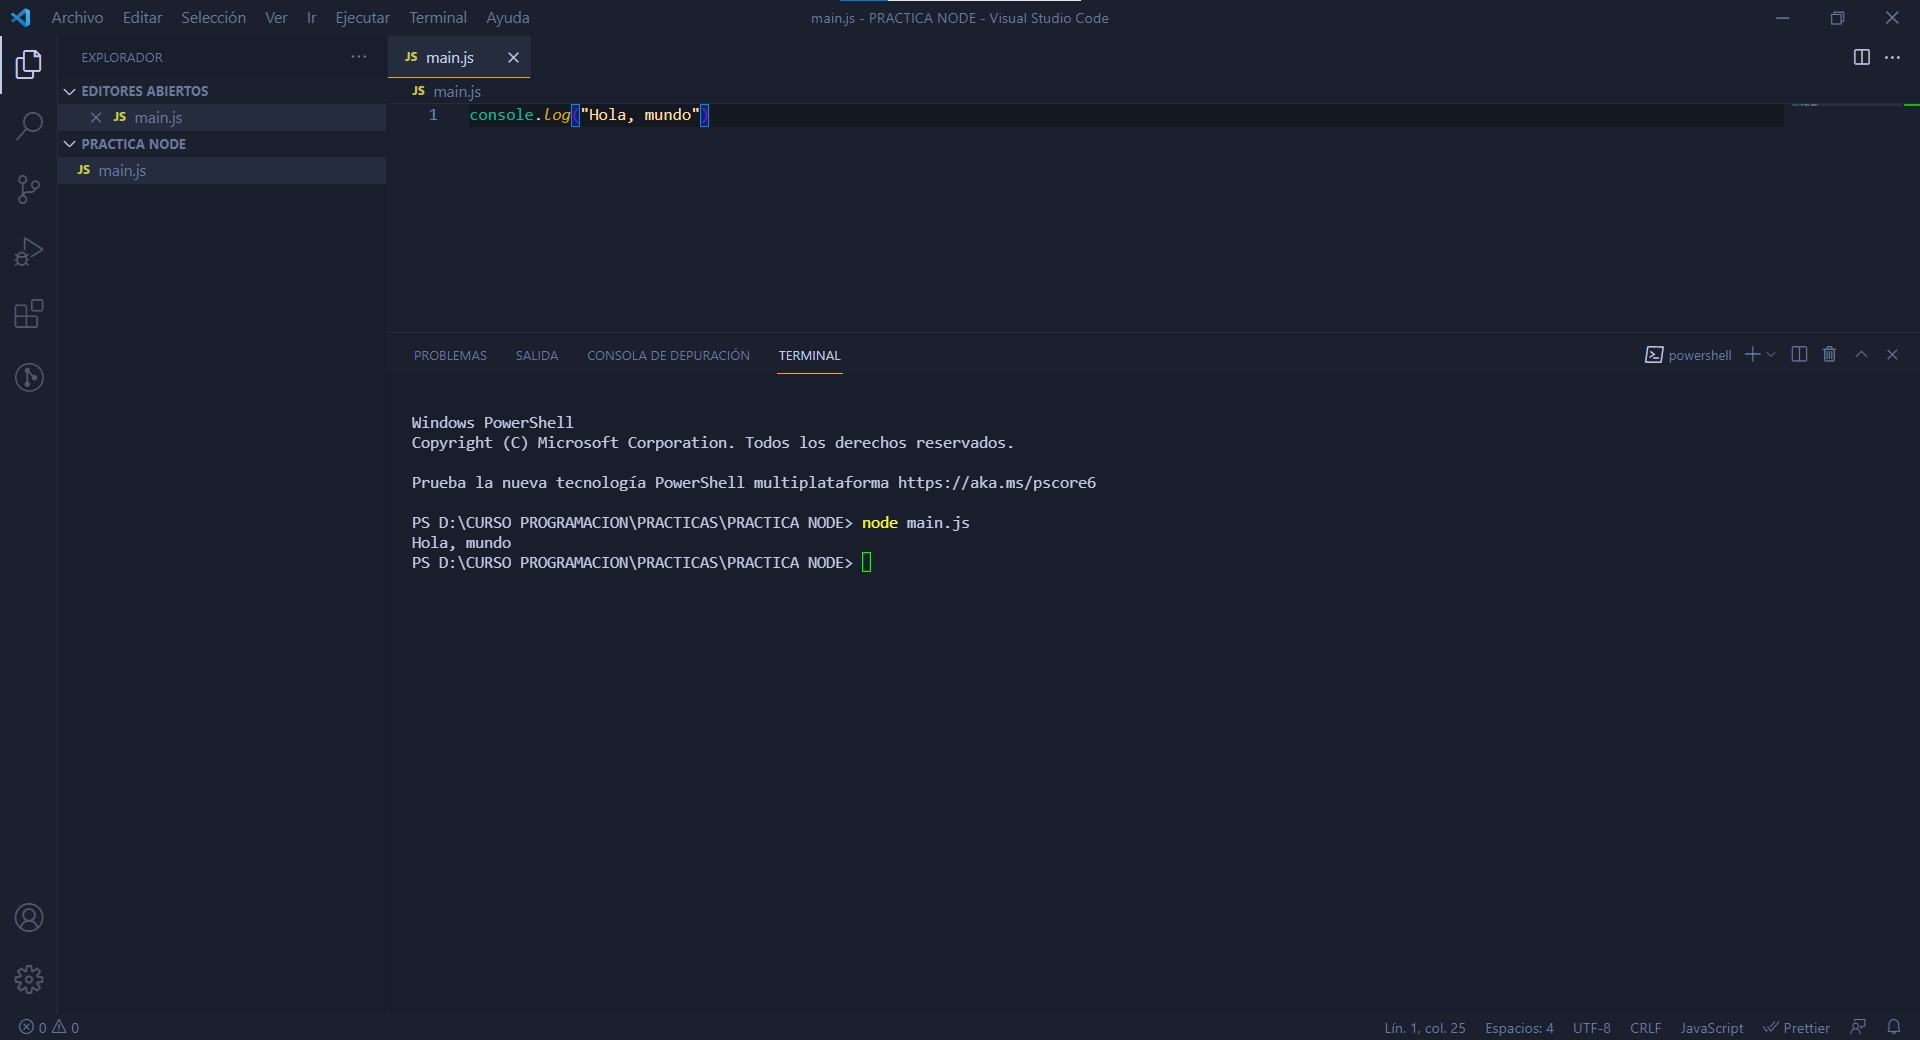 Archivo Editar Selección Ver Ir Ejecutar Terminal Ayuda
main.js - PRACTICA NODE - Visual Studio Code
EXPLORADOR
EDITORES ABIERTOS
JS main.js
PRACTICA NODE
JS main.js
JS main.js
JS main.js
1 console.log("Hola, mundo")
PROBLEMAS SALIDA CONSOLA DE DEPURACIÓN TERMINAL
powershell
Windows PowerShell
Copyright (C) Microsoft Corporation. Todos los derechos reservados.
Prueba la nueva tecnología PowerShell multiplataforma https://aka.ms/pscore6
PS D:\CURSO PROGRAMACION\PRACTICAS\PRACTICA NODE> node main.js
Hola, mundo
PS D:\CURSO PROGRAMACION\PRACTICAS\PRACTICA NODE>
0 0
Lín. 1, col. 25 Espacios: 4 UTF-8 CRLF JavaScript Prettier